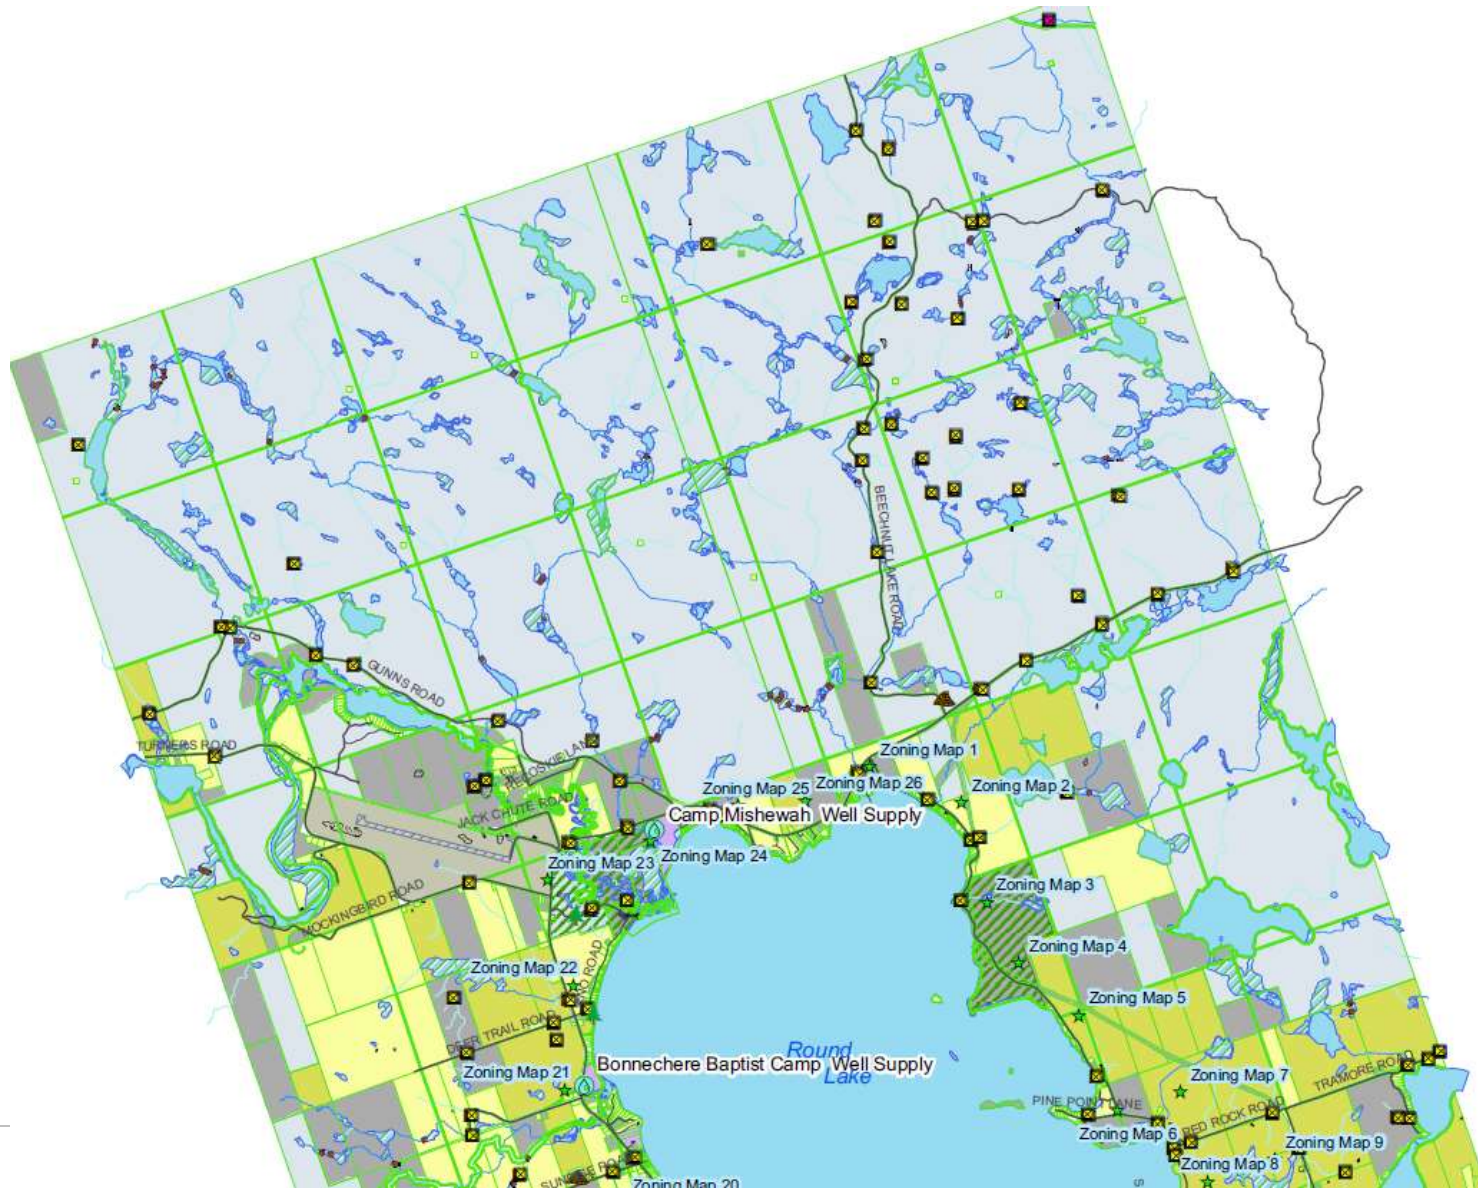 BEECHNUT LAKE ROAD
GUNNS ROAD
TURNER'S ROAD
Zoning Map 1
Zoning Map 25
Zoning Map 26
Zoning Map 2
JACK CHUTE ROAD
Camp Mishewah Well Supply
Zoning Map 23
Zoning Map 24
MOCKINGBIRD ROAD
Zoning Map 3
Zoning Map 4
Zoning Map 22
Zoning Map 5
DEER TRAIL ROAD
Round
Lake
Bonnechere Baptist Camp Well Supply
Zoning Map 21
Zoning Map 7
TRAMORE ROAD
PINE POINT LANE
RED ROCK ROAD
Zoning Map 6
Zoning Map 9
Zoning Map 8
Zoning Map 20